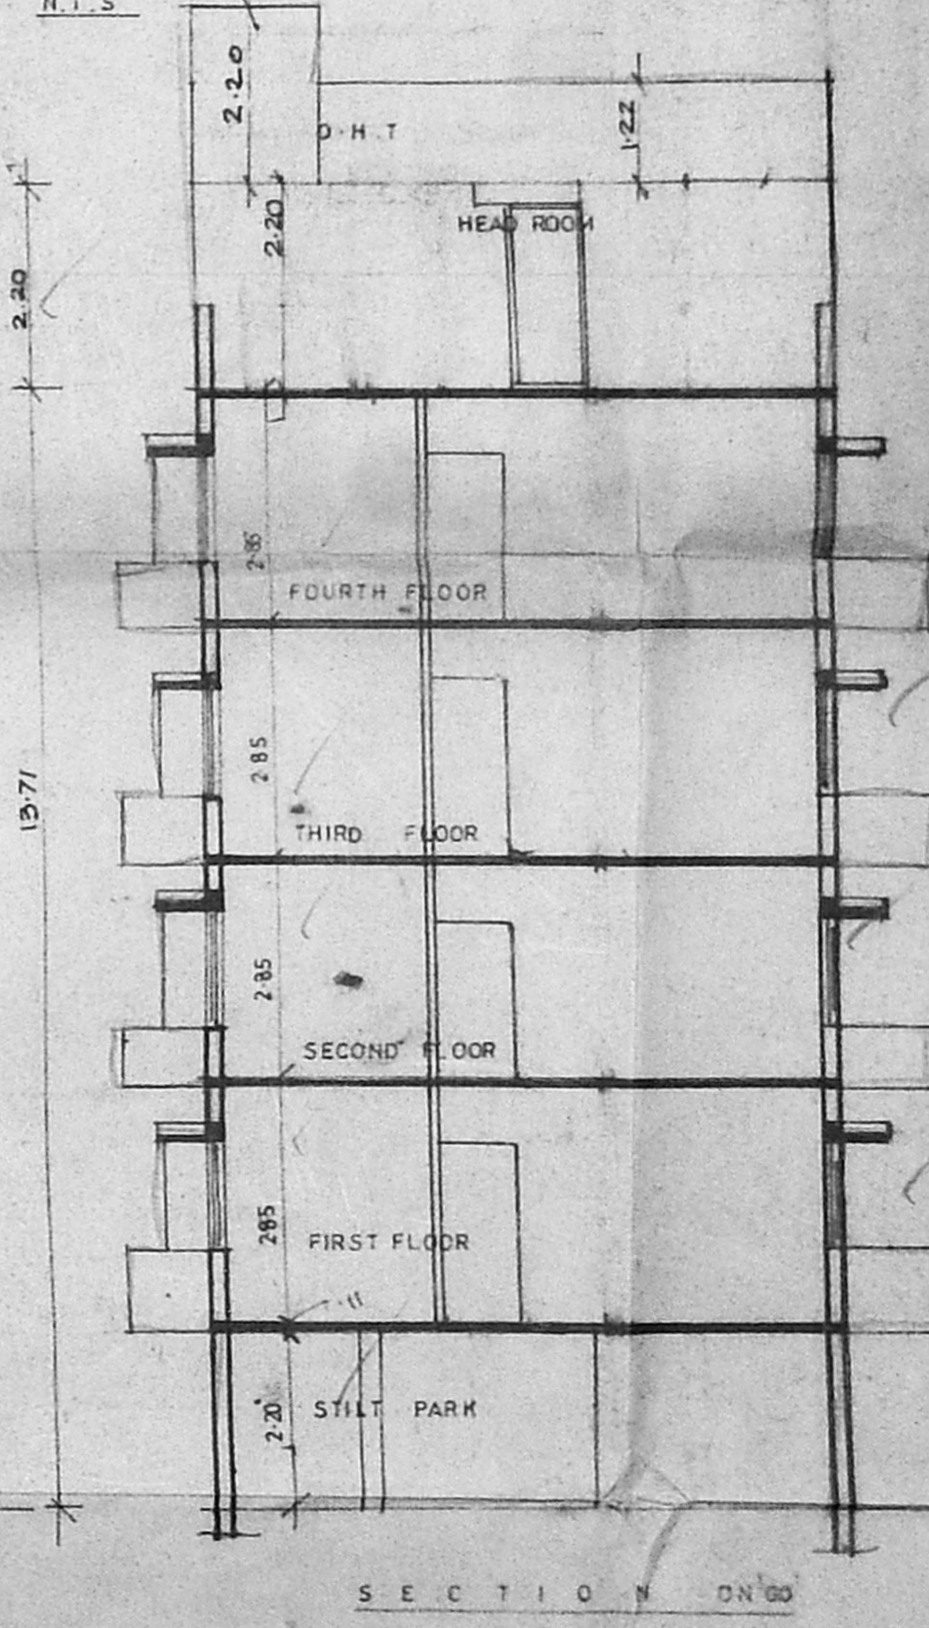 N.T.S
2.20
O.H.T
1.22
2.20
HEAD ROOM
2.20
2.85
FOURTH FLOOR
2.85
THIRD FLOOR
13.71
2.85
SECOND FLOOR
2.85
FIRST FLOOR
.11
2.20
STILT PARK
SECTION ON